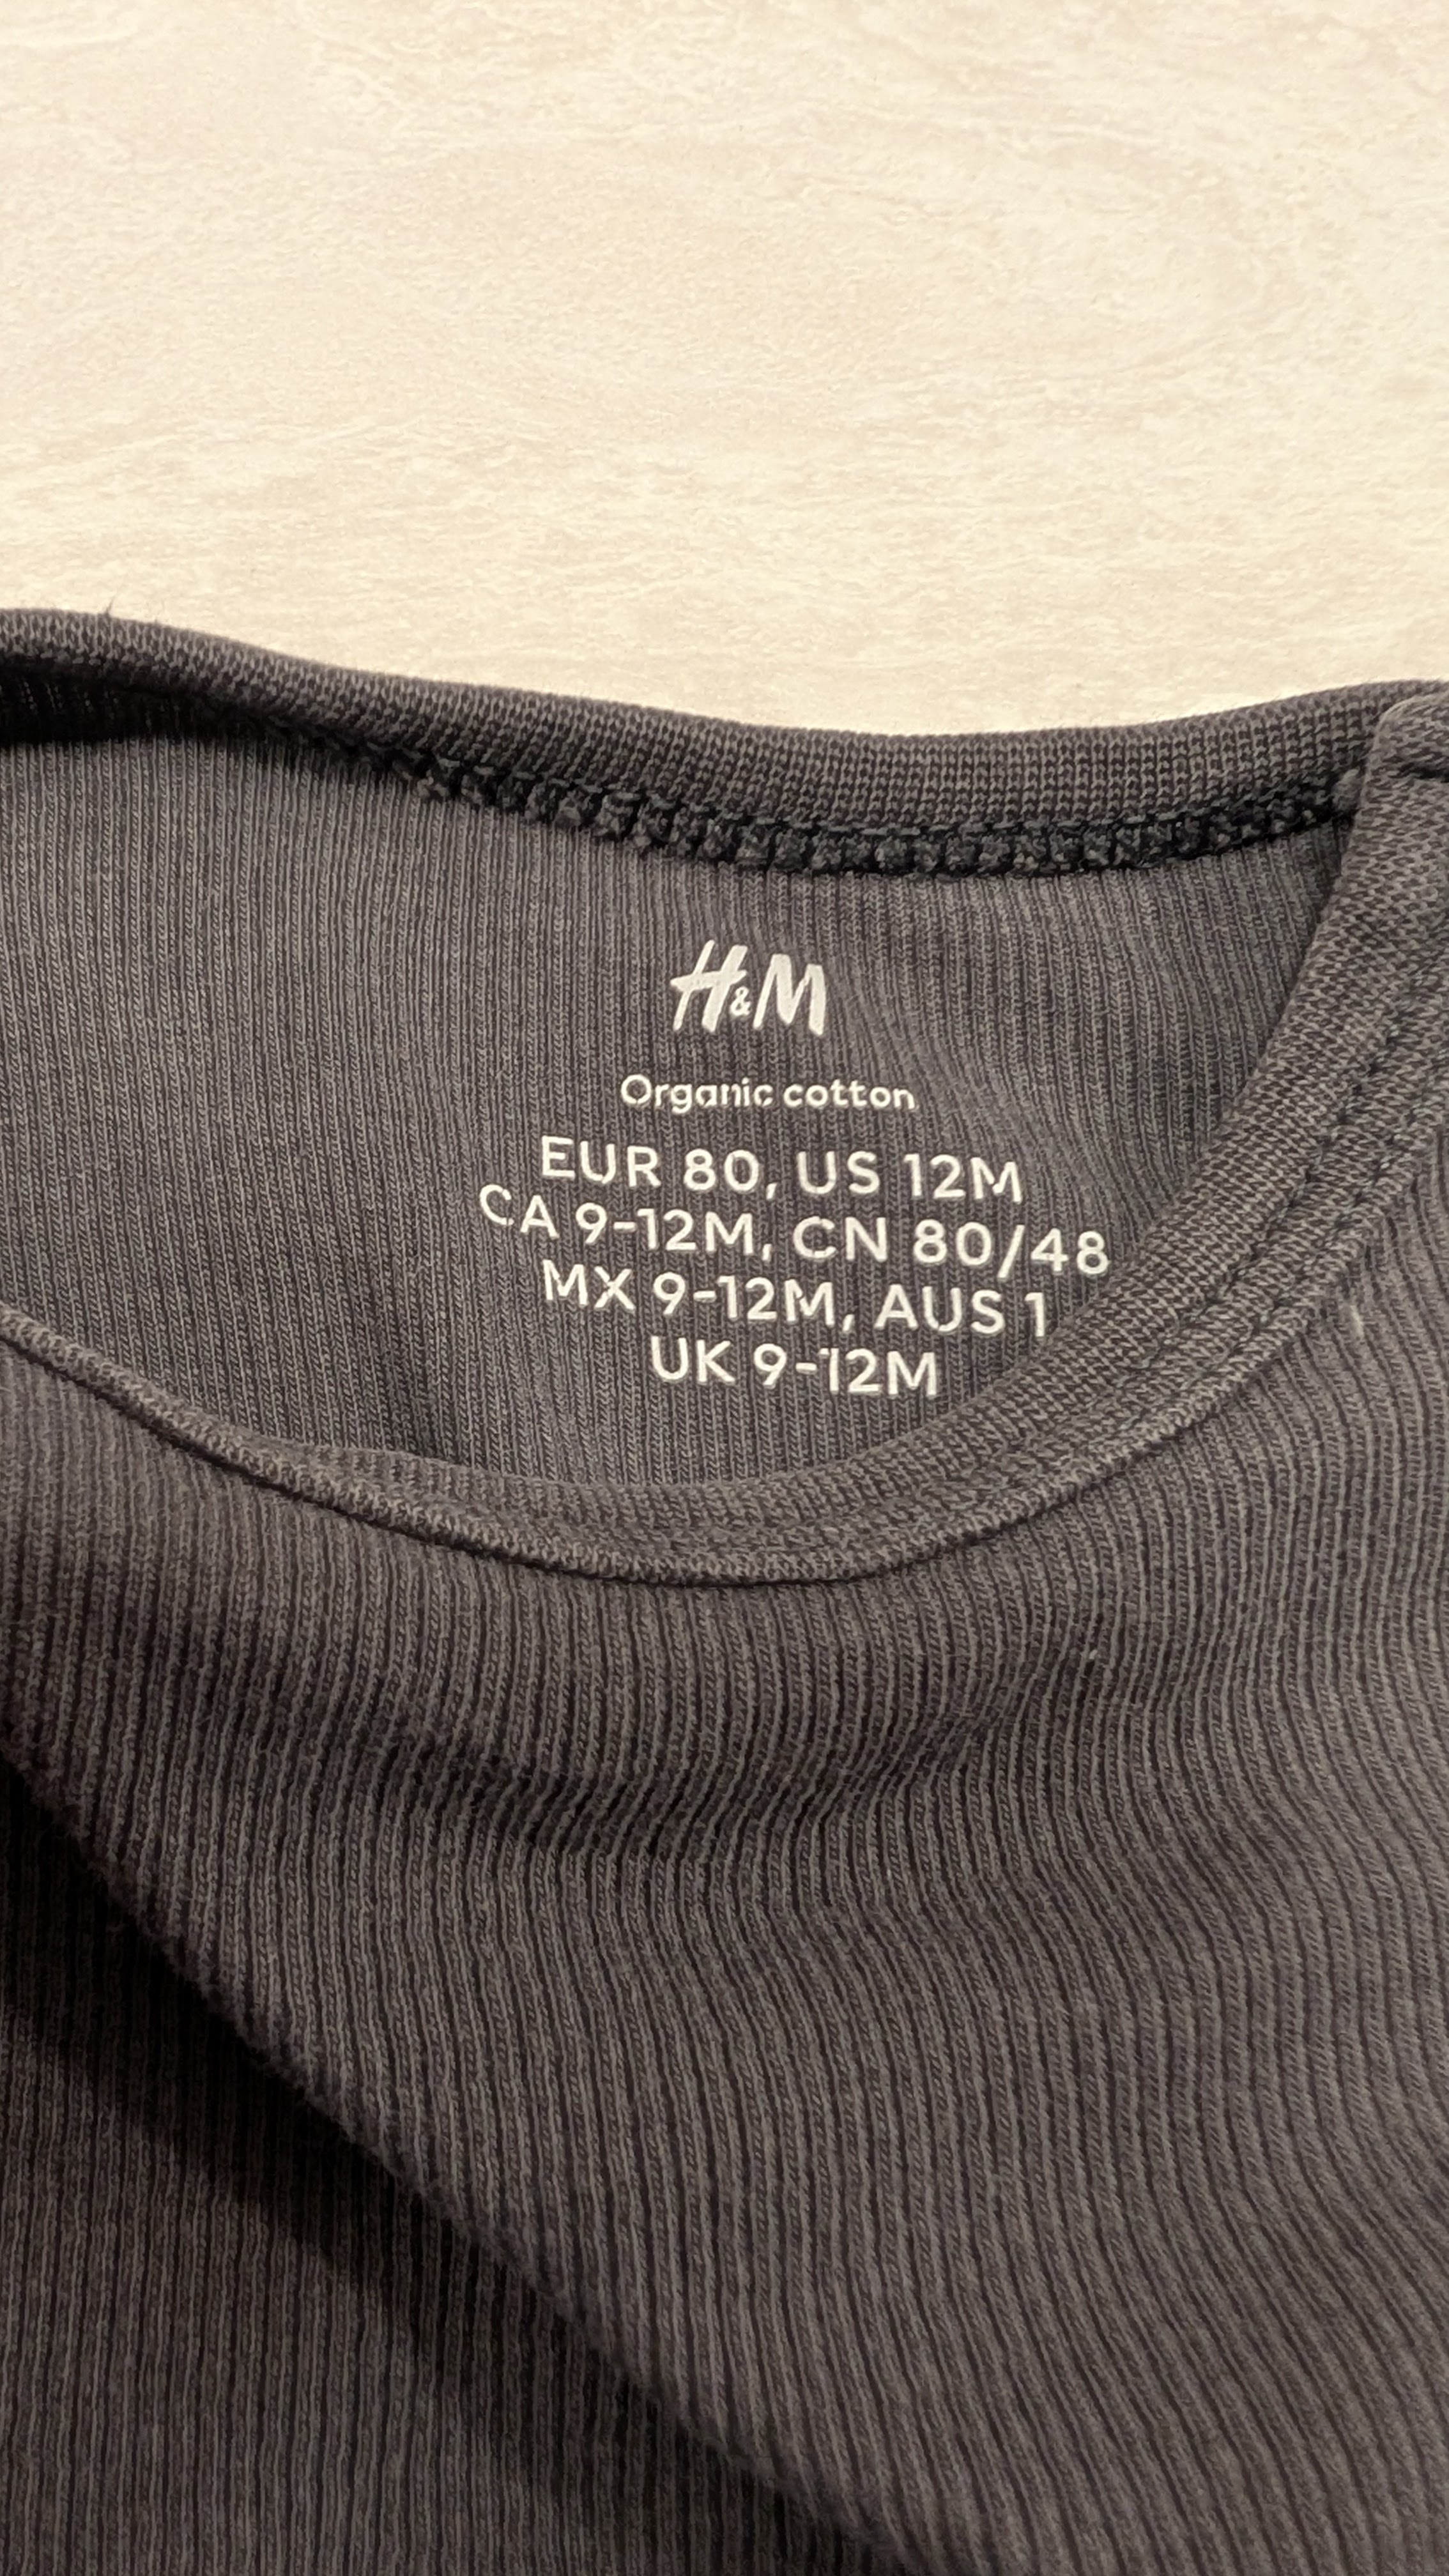 H&M
Organic cotton
EUR 80, US 12M
CA 9-12M, CN 80/48
MX 9-12M, AUS 1
UK 9-12M